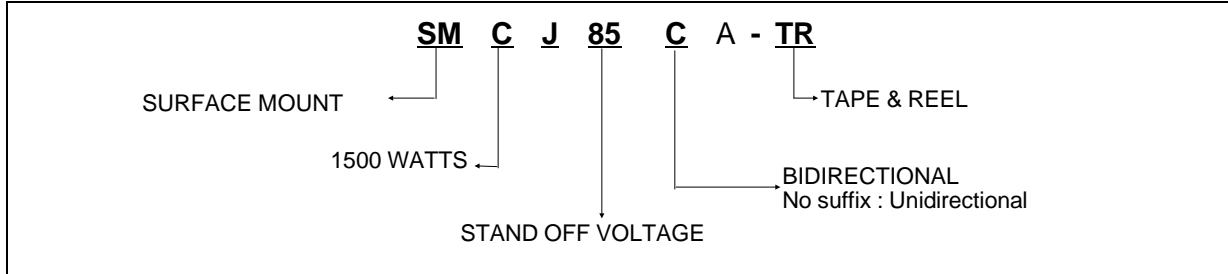 SM C J 85 C A - TR
SURFACE MOUNT
TAPE & REEL
1500 WATTS
BIDIRECTIONAL
No suffix : Unidirectional
STAND OFF VOLTAGE